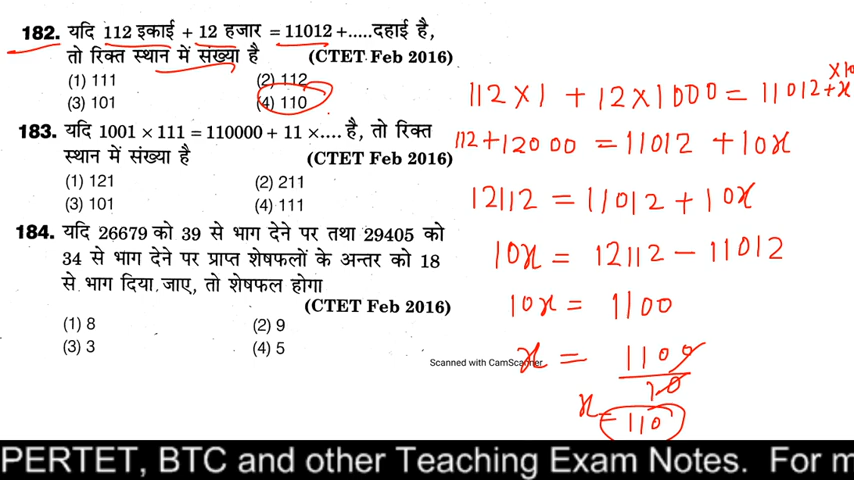 182. यदि 112 इकाई + 12 हजार = 11012 +.....दहाई है,
तो रिक्त स्थान में संख्या है (CTET Feb 2016)
(1) 111 (2) 112
(3) 101 (4) 110
183. यदि 1001 × 111 = 110000 + 11 ×.... है, तो रिक्त
स्थान में संख्या है (CTET Feb 2016)
(1) 121 (2) 211
(3) 101 (4) 111
184. यदि 26679 को 39 से भाग देने पर तथा 29405 को
34 से भाग देने पर प्राप्त शेषफलों के अन्तर को 18
से भाग दिया जाए, तो शेषफल होगा
(CTET Feb 2016)
(1) 8 (2) 9
(3) 3 (4) 5
112 × 1 + 12 × 1000 = 11012 + x ×10
112 + 12000 = 11012 + 10x
12112 = 11012 + 10x
10x = 12112 - 11012
10x = 1100
x = 1100/10
x = 110
Scanned with CamScanner
PERTET, BTC and other Teaching Exam Notes. For m